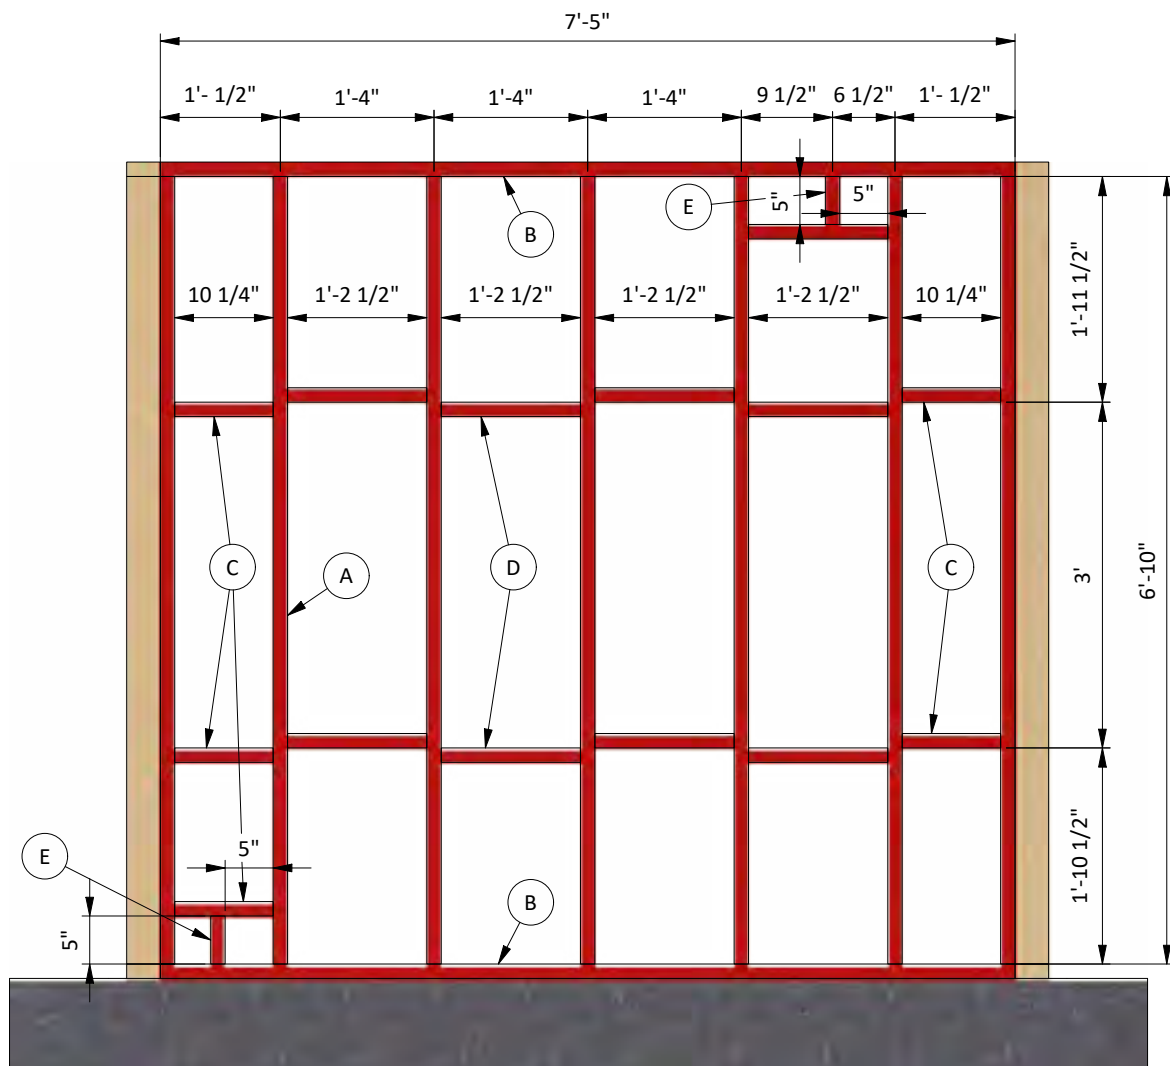 7'-5"
1'- 1/2"
1'-4"
1'-4"
1'-4"
9 1/2"
6 1/2"
1'- 1/2"
E
5"
5"
B
10 1/4"
1'-2 1/2"
1'-2 1/2"
1'-2 1/2"
1'-2 1/2"
10 1/4"
1'-11 1/2"
C
A
D
C
3'
6'-10"
E
5"
5"
B
1'-10 1/2"